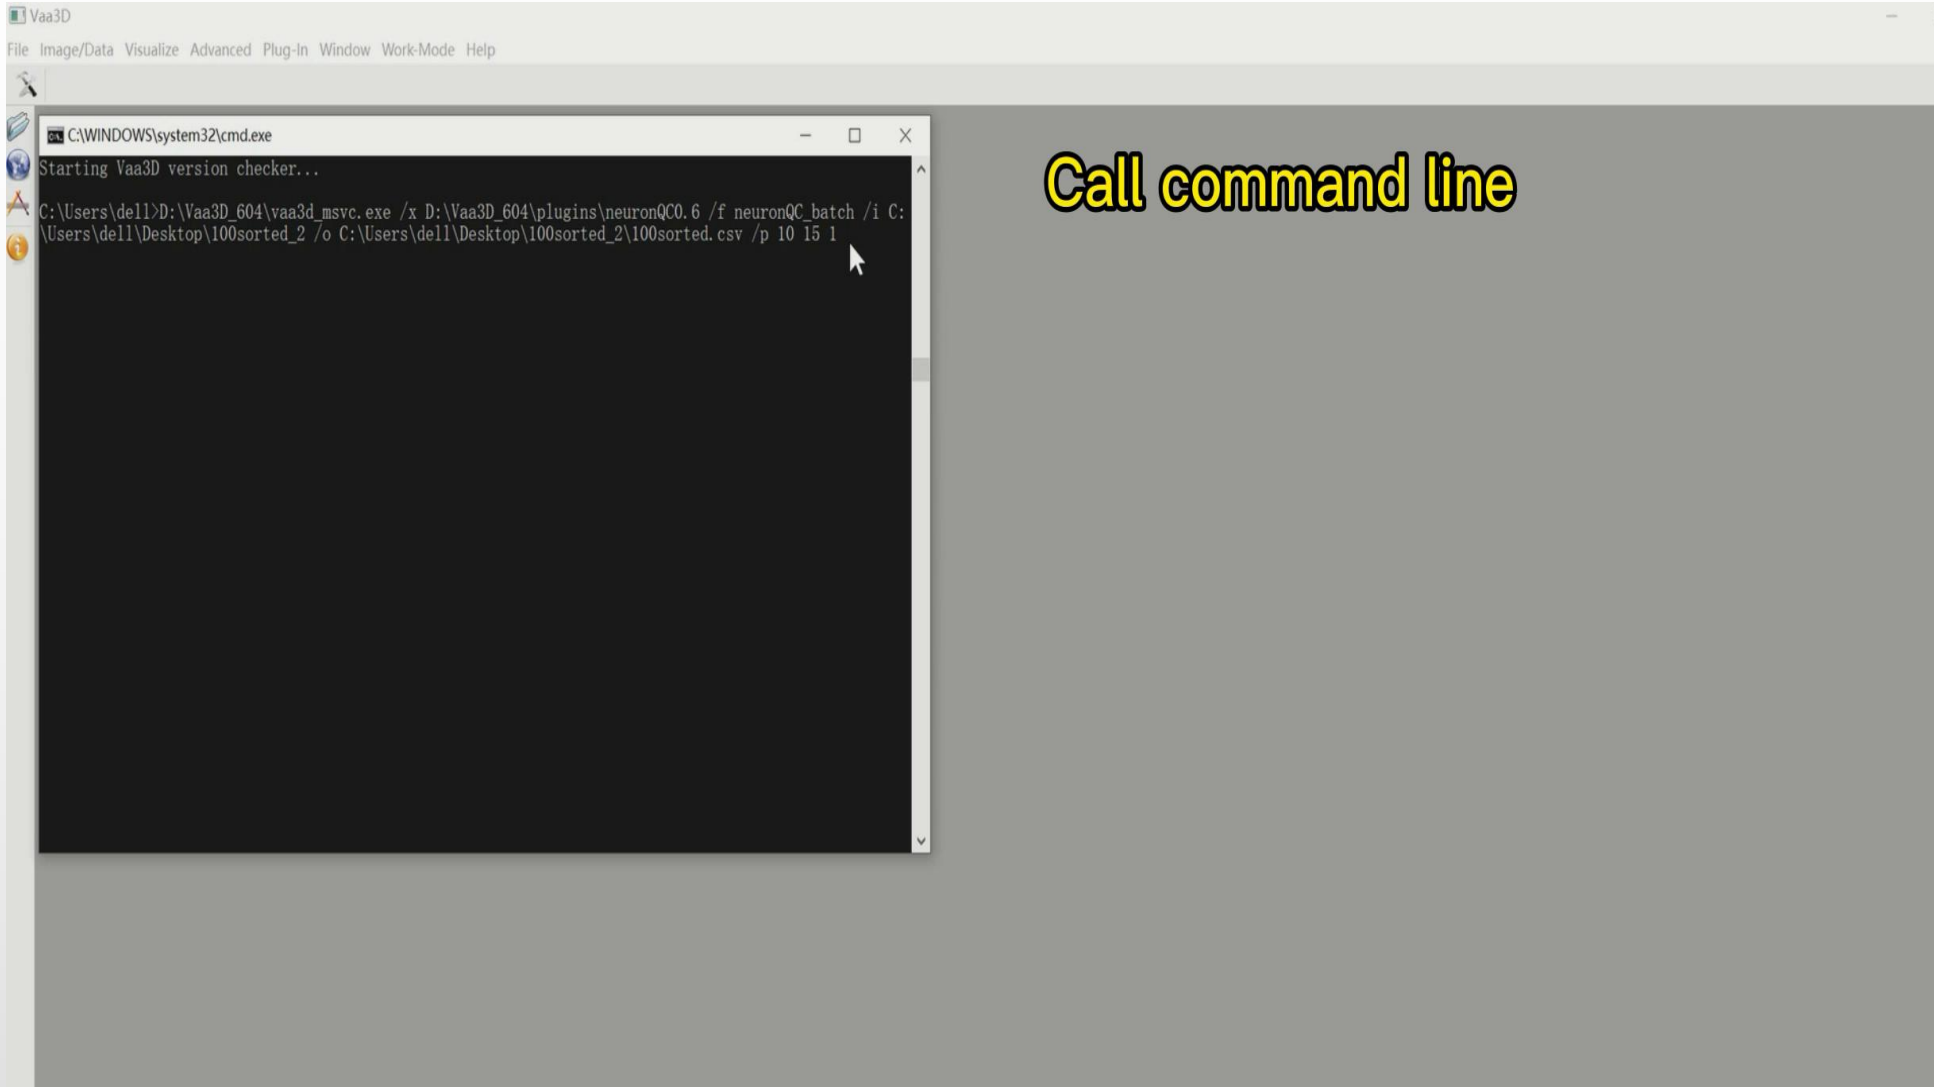 Vaa3D
File Image/Data Visualize Advanced Plug-In Window Work-Mode Help
C:\WINDOWS\system32\cmd.exe
Starting Vaa3D version checker...
C:\Users\dell>D:\Vaa3D_604\vaa3d_msvc.exe /x D:\Vaa3D_604\plugins\neuronQC0.6 /f neuronQC_batch /i C:
\Users\dell\Desktop\100sorted_2 /o C:\Users\dell\Desktop\100sorted_2\100sorted.csv /p 10 15 1
Call command line